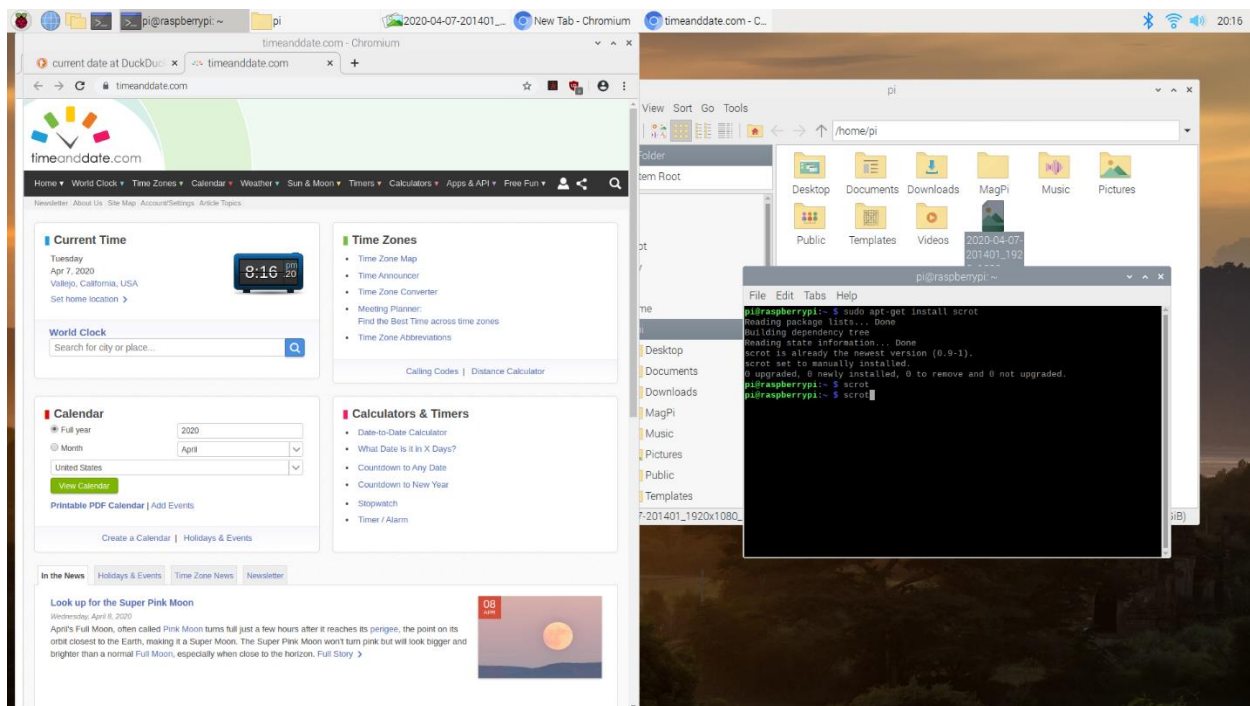 pi@raspberrypi: ~
pi
2020-04-07-201401_...
New Tab - Chromium
timeanddate.com - C...
20:16
timeanddate.com - Chromium
current date at DuckDuc
timeanddate.com
timeanddate.com
timeanddate.com
Home World Clock Time Zones Calendar Weather Sun & Moon Timers Calculators Apps & API Free Fun
Newsletter About Us Site Map Account/Settings Article Topics
Current Time
Tuesday
Apr 7, 2020
Vallejo, California, USA
Set home location >
8:16 pm 20
World Clock
Search for city or place...
Time Zones
• Time Zone Map
• Time Announcer
• Time Zone Converter
• Meeting Planner:
Find the Best Time across time zones
• Time Zone Abbreviations
Calling Codes | Distance Calculator
Calendar
Full year 2020
Month April
United States
View Calendar
Printable PDF Calendar | Add Events
Create a Calendar | Holidays & Events
Calculators & Timers
• Date-to-Date Calculator
• What Date is it in X Days?
• Countdown to Any Date
• Countdown to New Year
• Stopwatch
• Timer / Alarm
In the News Holidays & Events Time Zone News Newsletter
Look up for the Super Pink Moon
Wednesday, April 8, 2020
April's Full Moon, often called Pink Moon turns full just a few hours after it reaches its perigee, the point on its
orbit closest to the Earth, making it a Super Moon. The Super Pink Moon won't turn pink but will look bigger and
brighter than a normal Full Moon, especially when close to the horizon. Full Story >
08
APR
pi
View Sort Go Tools
/home/pi
Folder
tem Root
Desktop
Documents
Downloads
MagPi
Music
Pictures
Public
Templates
Desktop Documents Downloads MagPi Music Pictures
Public Templates Videos 2020-04-07-
201401_192
7-201401_1920x1080_
iB)
pi@raspberrypi: ~
File Edit Tabs Help
pi@raspberrypi:~ $ sudo apt-get install scrot
Reading package lists... Done
Building dependency tree
Reading state information... Done
scrot is already the newest version (0.9-1).
scrot set to manually installed.
0 upgraded, 0 newly installed, 0 to remove and 0 not upgraded.
pi@raspberrypi:~ $ scrot
pi@raspberrypi:~ $ scrot